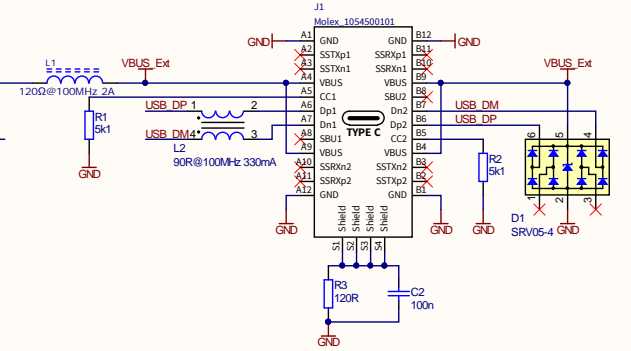 J1
Molex_1054500101
GND A1 GND GND B12 GND
A2 SSTXp1 SSRXp1 B11
A3 SSTXn1 SSRXn1 B10
L1 VBUS_Ext A4 VBUS VBUS B9 VBUS_Ext
120Ω@100MHz 2A A5 CC1 SBU2 B8
USB_DP 1 2 A6 Dp1 Dn2 B7 USB_DM
R1 A7 Dn1 Dp2 B6 USB_DP
5k1 TYPE C
USB_DM 4 3 A8 SBU1 CC2 B5
L2 A9 VBUS VBUS B4
90R@100MHz 330mA
A10 SSRXn2 SSTXn2 B3
A11 SSRXp2 SSTXp2 B2
GND A12 GND GND B1
R2
5k1
6 5 4
1 2 3
D1
SRV05-4
GND GND GND GND
Shield Shield Shield Shield
S1 S2 S3 S4
R3
120R
C2
100n
GND